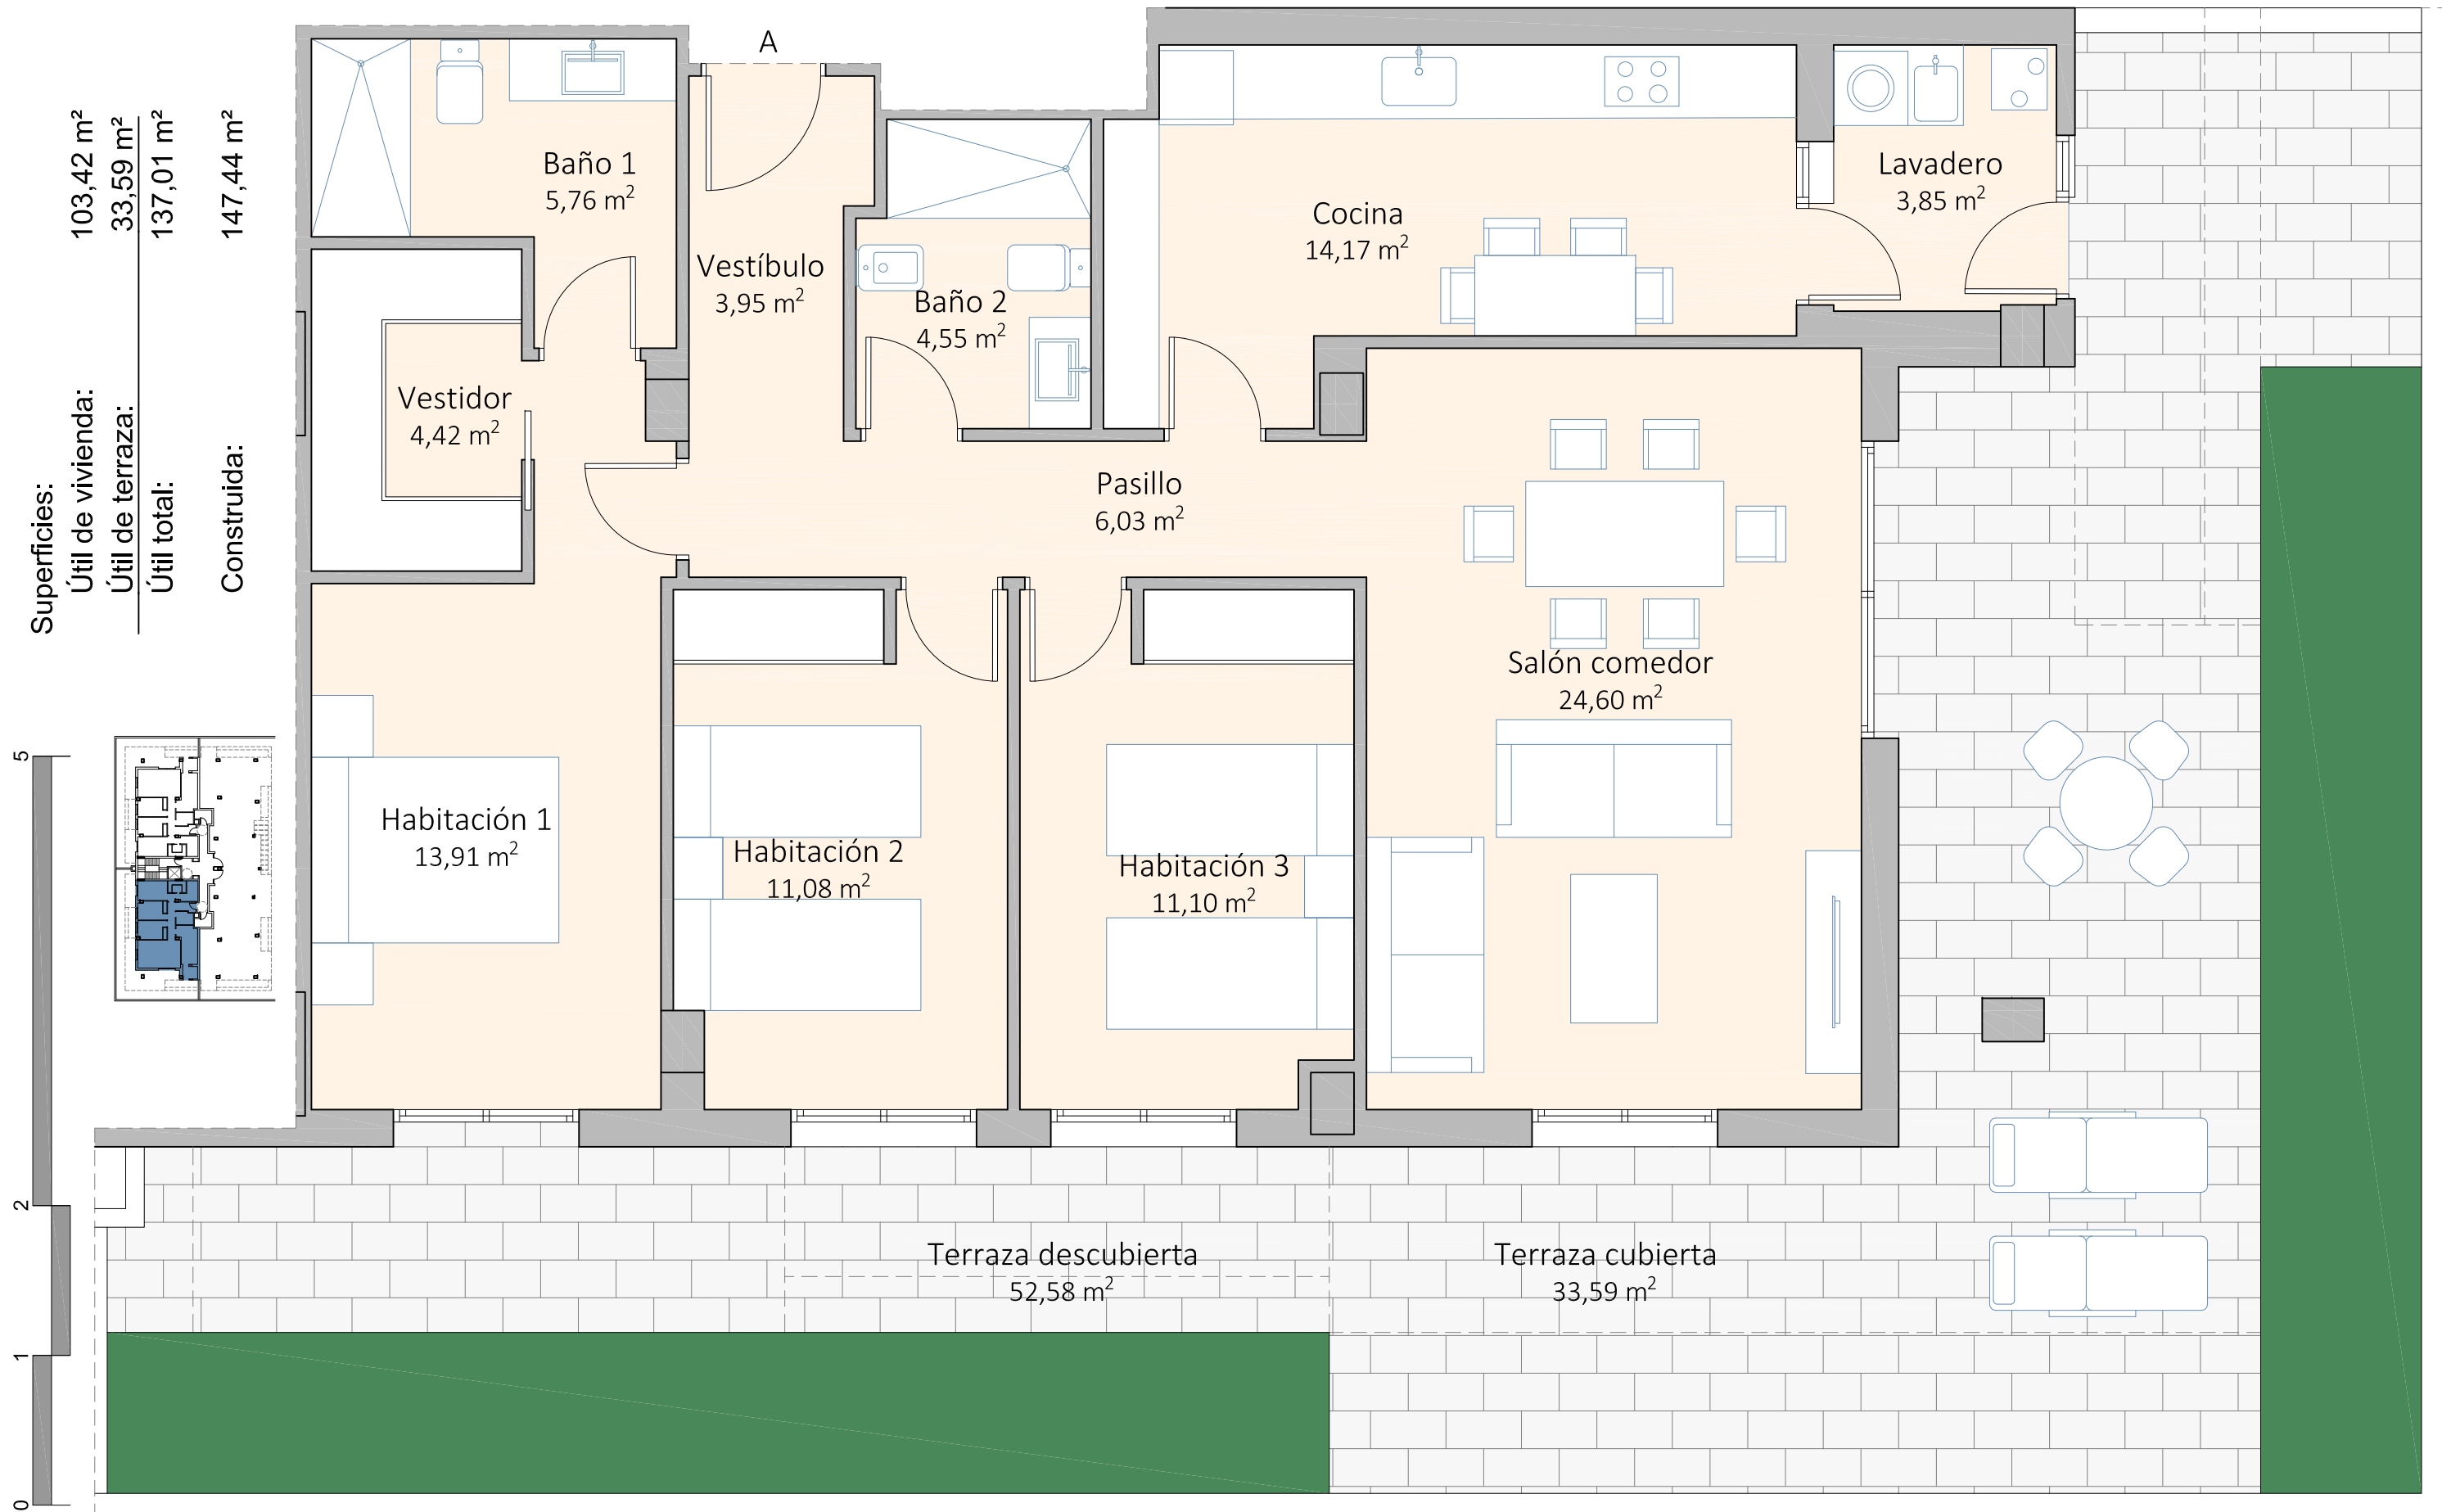 Superficies:
Útil de vivienda: 103,42 m²
Útil de terraza: 33,59 m²
Útil total: 137,01 m²
Construida: 147,44 m²
A
Baño 1
5,76 m²
Vestíbulo
3,95 m²
Baño 2
4,55 m²
Cocina
14,17 m²
Lavadero
3,85 m²
Vestidor
4,42 m²
Pasillo
6,03 m²
Salón comedor
24,60 m²
Habitación 1
13,91 m²
Habitación 2
11,08 m²
Habitación 3
11,10 m²
Terraza descubierta
52,58 m²
Terraza cubierta
33,59 m²
5
2
1
0